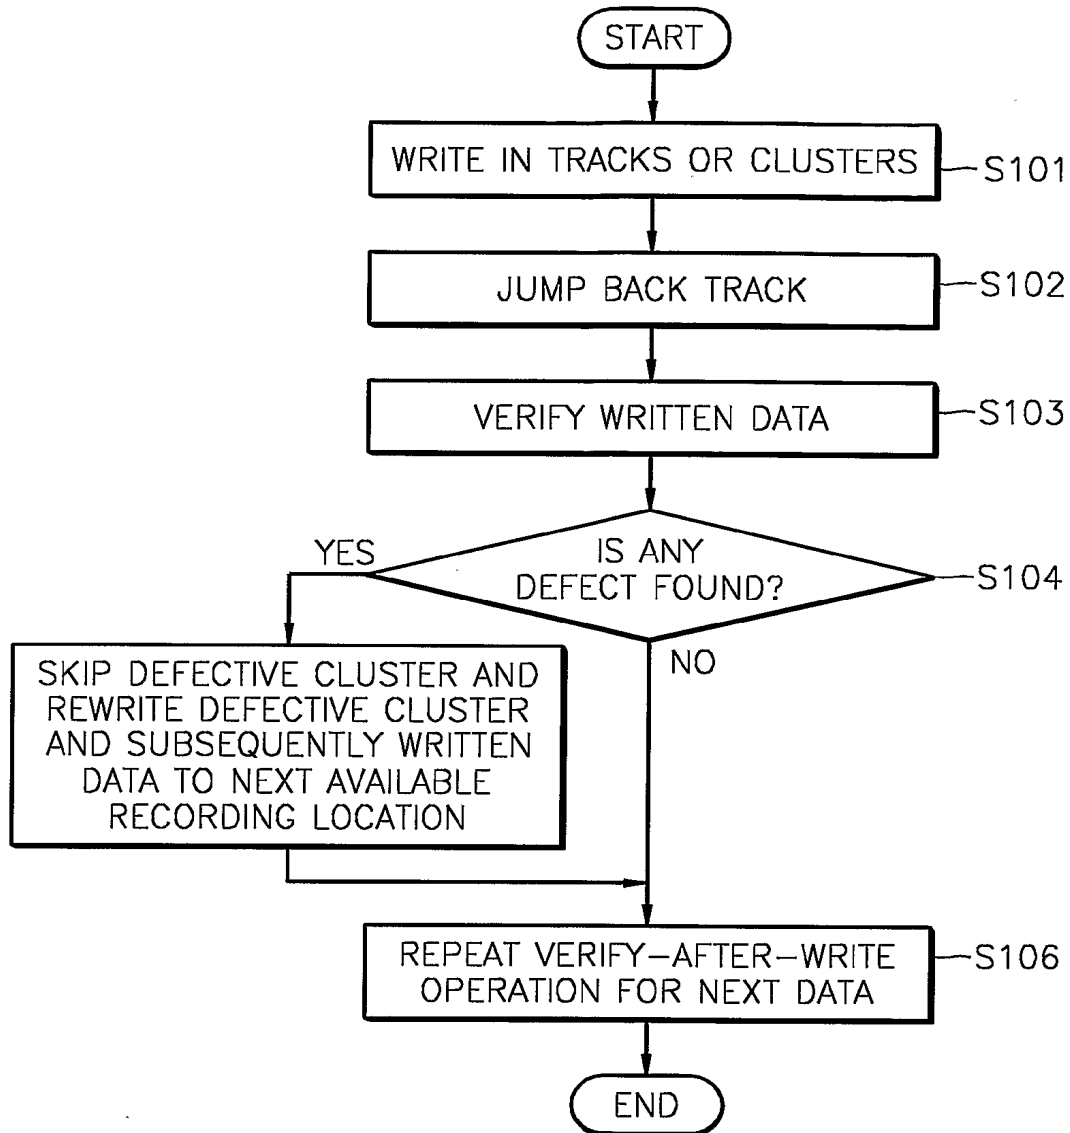 START
WRITE IN TRACKS OR CLUSTERS
S101
JUMP BACK TRACK
S102
VERIFY WRITTEN DATA
S103
IS ANY
DEFECT FOUND?
S104
YES
NO
SKIP DEFECTIVE CLUSTER AND
REWRITE DEFECTIVE CLUSTER
AND SUBSEQUENTLY WRITTEN
DATA TO NEXT AVAILABLE
RECORDING LOCATION
REPEAT VERIFY-AFTER-WRITE
OPERATION FOR NEXT DATA
S106
END